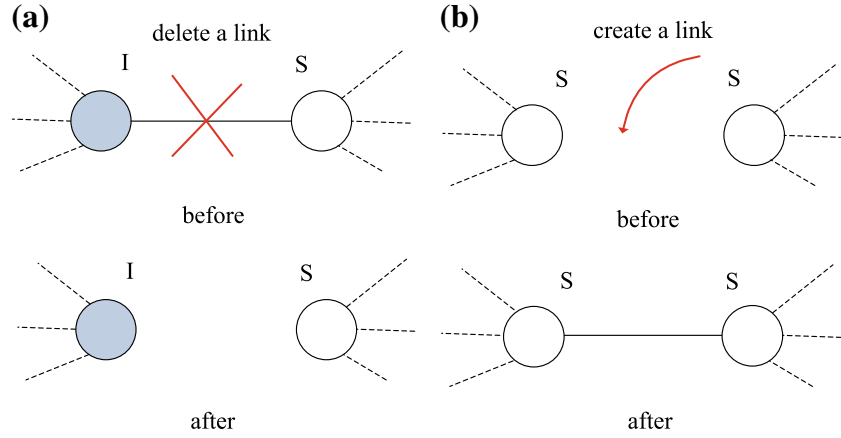 (a)
delete a link
I
S
before
I
S
after
(b)
create a link
S
S
before
S
S
after